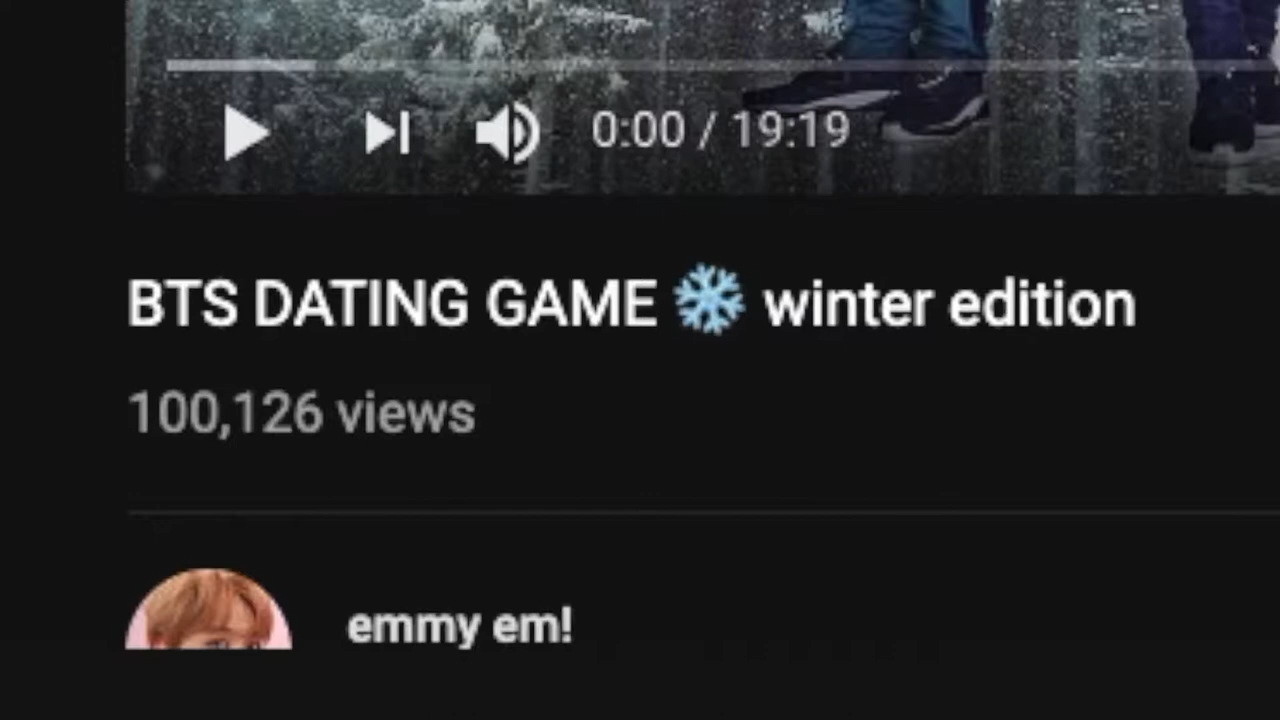 0:00 / 19:19
BTS DATING GAME ❄️ winter edition
100,126 views
emmy em!